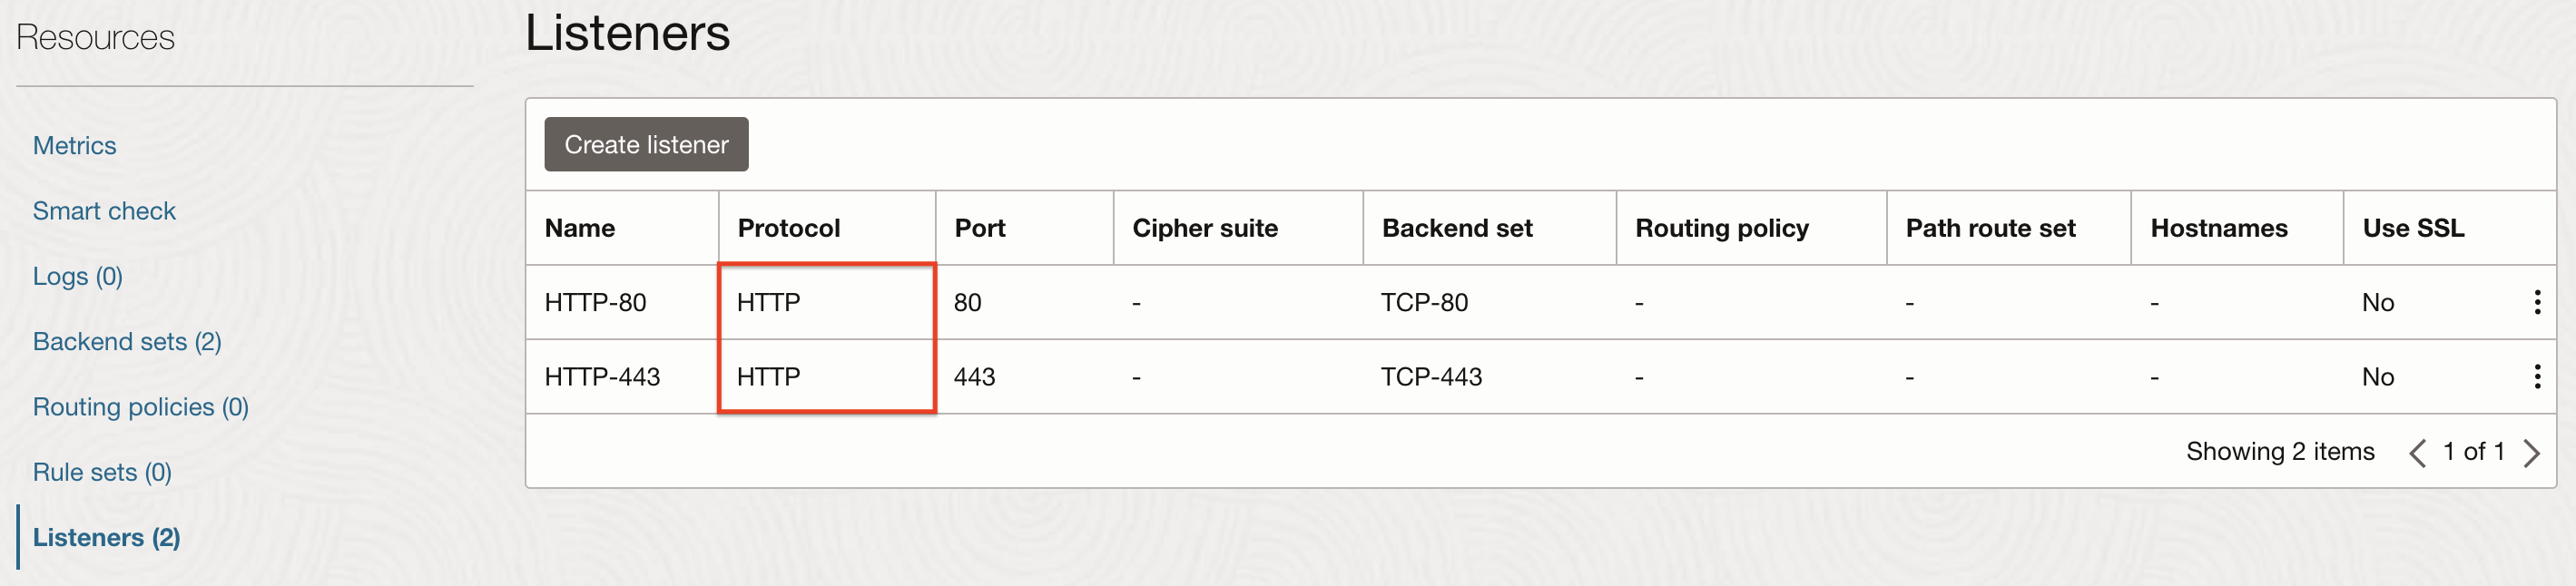 Resources
Metrics
Smart check
Logs (0)
Backend sets (2)
Routing policies (0)
Rule sets (0)
Listeners (2)
Listeners
Create listener
Name Protocol Port Cipher suite Backend set Routing policy Path route set Hostnames Use SSL
HTTP-80 HTTP 80 - TCP-80 - - - No
HTTP-443 HTTP 443 - TCP-443 - - - No
Showing 2 items 1 of 1